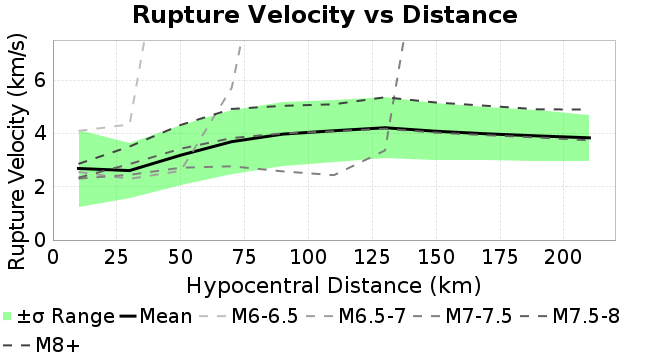 Rupture Velocity vs Distance
Rupture Velocity (km/s)
6
4
2
0
0 25 50 75 100 125 150 175 200
Hypocentral Distance (km)
±σ Range Mean M6-6.5 M6.5-7 M7-7.5 M7.5-8
M8+